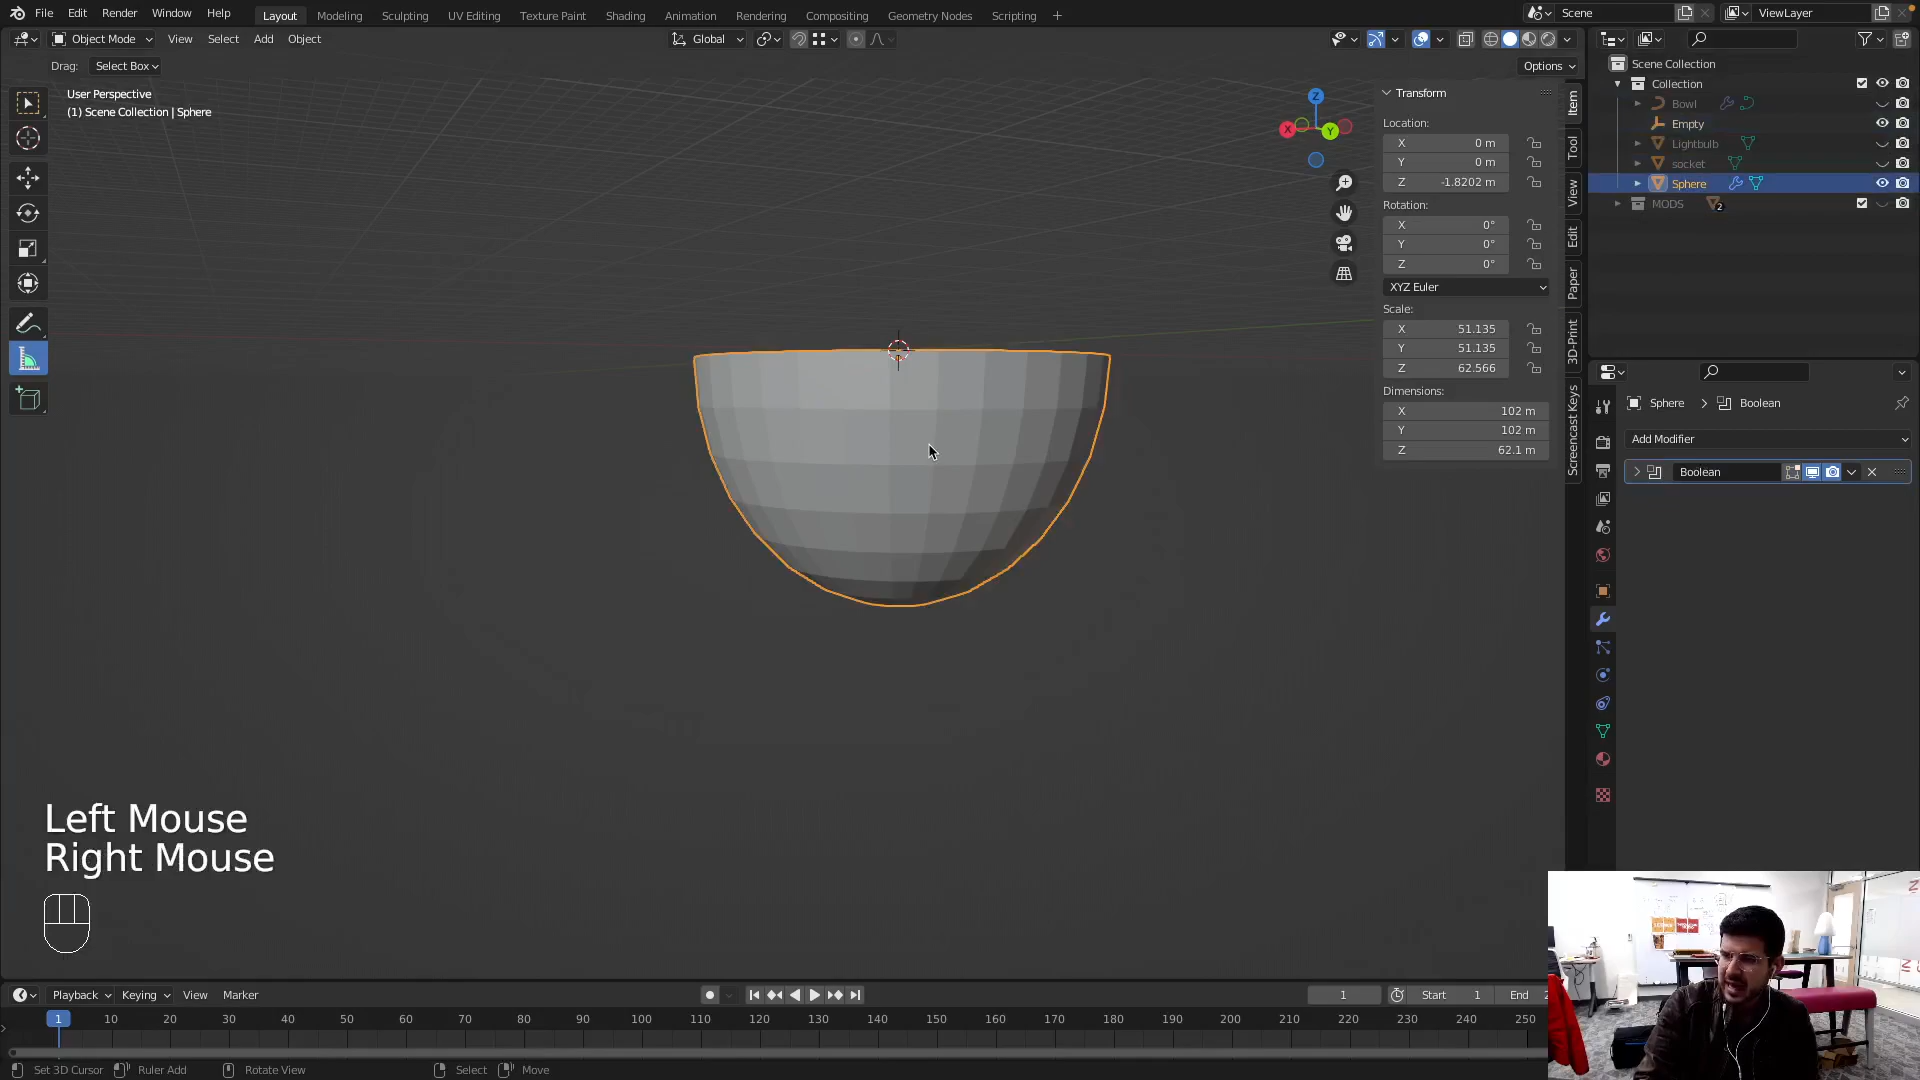 File Edit Render Window Help Layout Modeling Sculpting UV Editing Texture Paint Shading Animation Rendering Compositing Geometry Nodes Scripting + Scene ViewLayer
Object Mode View Select Add Object Global
Drag: Select Box Options
User Perspective
(1) Scene Collection | Sphere
Z
X
Y
Transform
Location:
X 0 m
Y 0 m
Z -1.8202 m
Rotation:
X 0°
Y 0°
Z 0°
XYZ Euler
Scale:
X 51.135
Y 51.135
Z 62.566
Dimensions:
X 102 m
Y 102 m
Z 62.1 m
Item
Tool
View
Edit
Paper
3D-Print
Screencast Keys
Scene Collection
Collection
Bowl
Empty
Lightbulb
socket
Sphere
MODS 2
Sphere > Boolean
Add Modifier
Boolean
Left Mouse
Right Mouse
Playback Keying View Marker 1 Start 1 End 2
1 10 20 30 40 50 60 70 80 90 100 110 120 130 140 150 160 170 180 190 200 210 220 230 240 250
Set 3D Cursor Ruler Add Rotate View Select Move